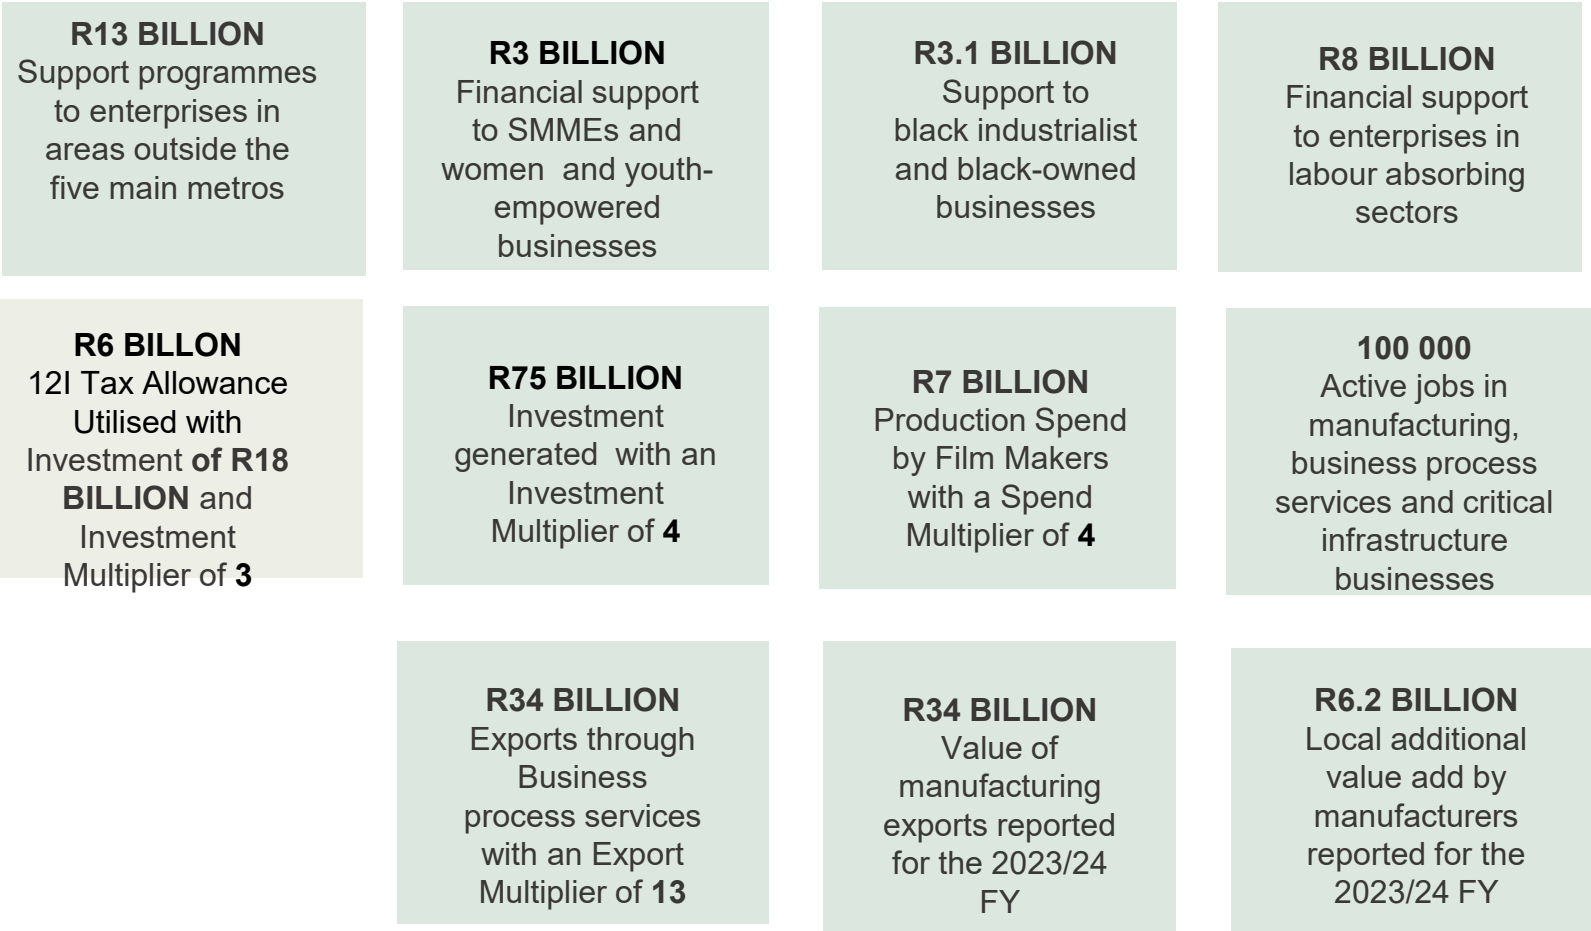 R13 BILLION
Support programmes
to enterprises in
areas outside the
five main metros
R3 BILLION
Financial support
to SMMEs and
women  and youth-
empowered
businesses
R3.1 BILLION
Support to
black industrialist
and black-owned
businesses
R8 BILLION
Financial support
to enterprises in
labour absorbing
sectors
R6 BILLON
12I Tax Allowance
Utilised with
Investment of R18
BILLION and
Investment
Multiplier of 3
R75 BILLION
Investment
generated  with an
Investment
Multiplier of 4
R7 BILLION
Production Spend
by Film Makers
with a Spend
Multiplier of 4
100 000
Active jobs in
manufacturing,
business process
services and critical
infrastructure
businesses
R34 BILLION
Exports through
Business
process services
with an Export
Multiplier of 13
R34 BILLION
Value of
manufacturing
exports reported
for the 2023/24
FY
R6.2 BILLION
Local additional
value add by
manufacturers
reported for the
2023/24 FY